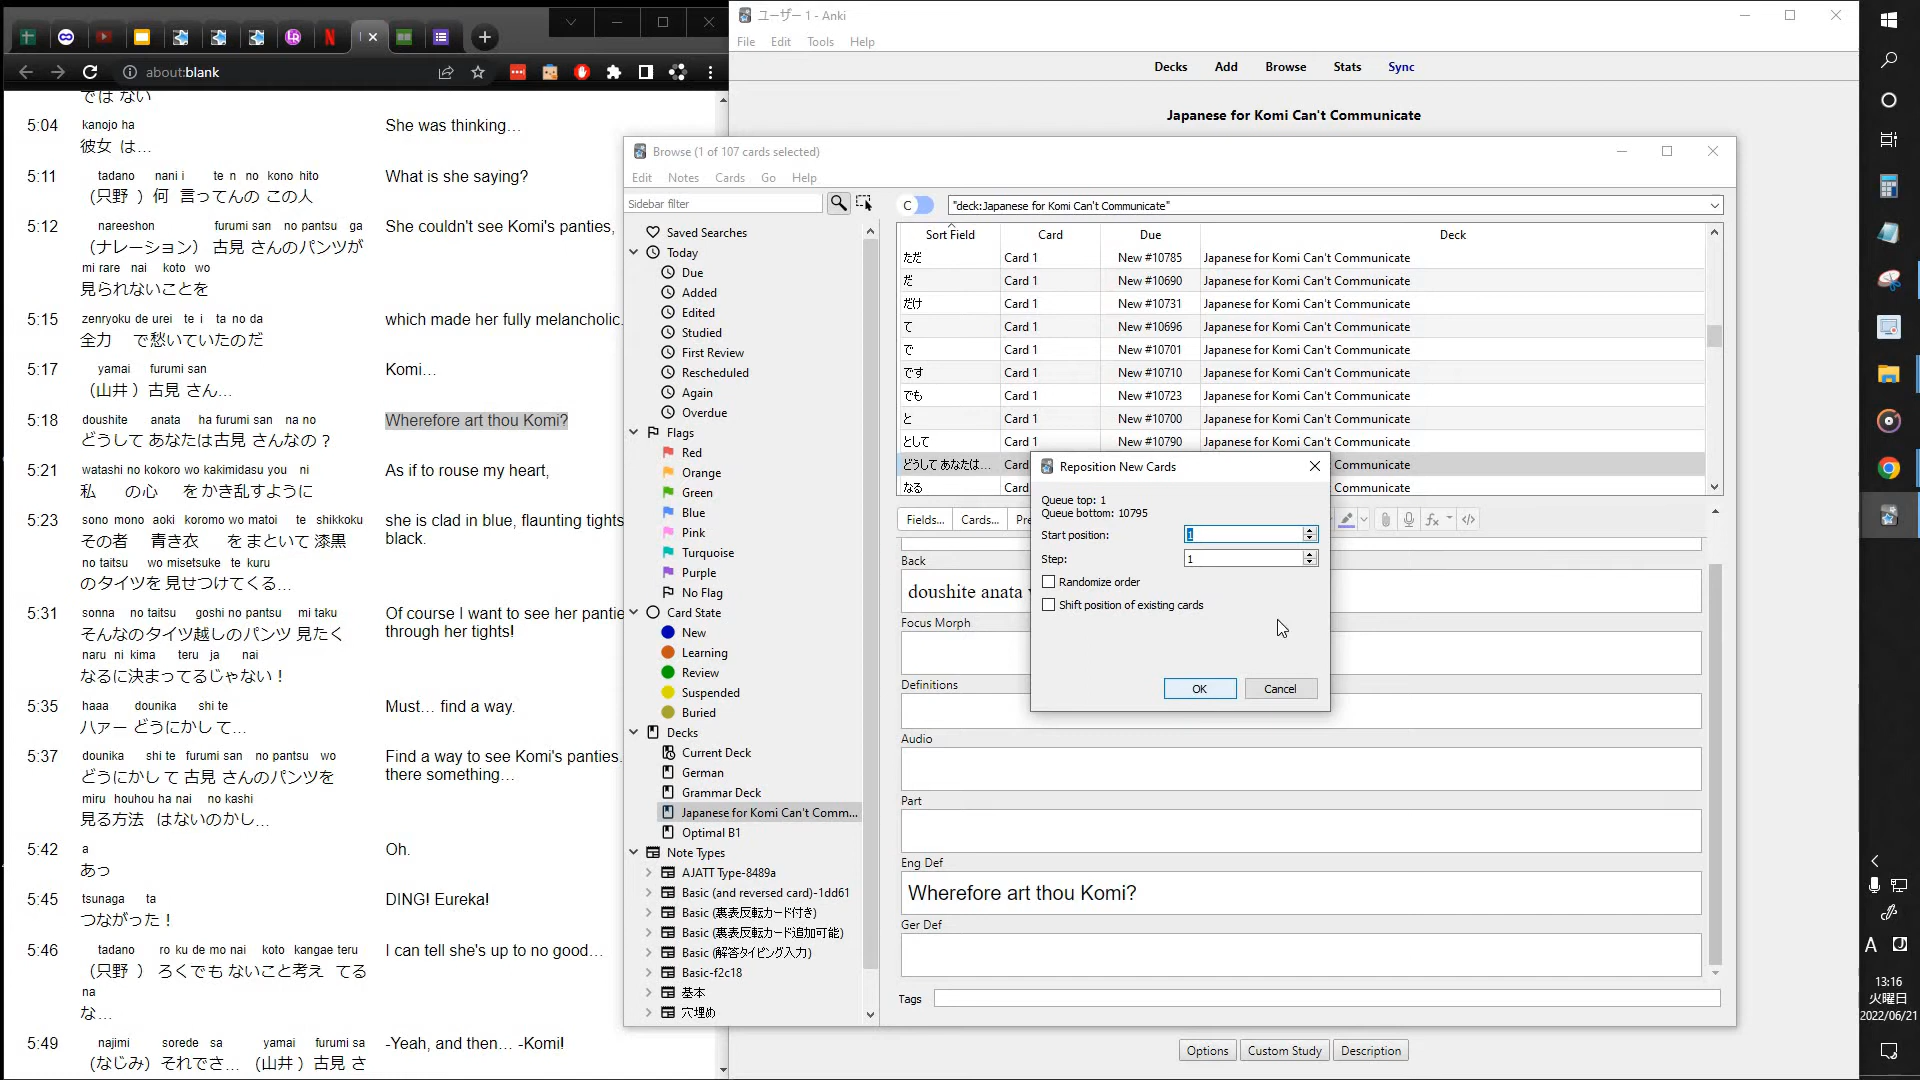 about:blank
では ない
5:04
kanojo ha
彼女 は…
She was thinking…
5:11
tadano nani i te n no kono hito
（只野 ）何 言ってんの この人
What is she saying?
5:12
nareeshon furumi san no pantsu ga
（ナレーション） 古見 さんのパンツが
mi rare nai koto wo
見られないことを
She couldn't see Komi's panties,
5:15
zenryoku de urei te i ta no da
全力 で愁いていたのだ
which made her fully melancholic.
5:17
yamai furumi san
（山井 ）古見 さん…
Komi…
5:18
doushite anata ha furumi san na no
どうして あなたは古見 さんなの ？
Wherefore art thou Komi?
5:21
watashi no kokoro wo kakimidasu you ni
私 の心 を かき乱すように
As if to rouse my heart,
5:23
sono mono aoki koromo wo matoi te shikkoku
その者 青き衣 を まといて 漆黒
no taitsu wo misetsuke te kuru
のタイツを 見せつけてくる…
she is clad in blue, flaunting tights
black.
5:31
sonna no taitsu goshi no pantsu mi taku
そんなのタイツ越しのパンツ 見たく
naru ni kima teru ja nai
なるに決まってるじゃない！
Of course I want to see her pantie
through her tights!
5:35
haaa dounika shi te
ハァー どうにかし て…
Must… find a way.
5:37
dounika shi te furumi san no pantsu wo
どうにかし て 古見 さんのパンツを
miru houhou ha nai no kashi
見る方法 はないのかし…
Find a way to see Komi's panties.
there something…
5:42
a
あっ
Oh.
5:45
tsunaga ta
つながった！
DING! Eureka!
5:46
tadano ro ku de mo nai koto kangae teru
（只野 ） ろくでも ないこと考え てる
na
な…
I can tell she's up to no good…
5:49
najimi sorede sa yamai furumi sa
（なじみ）それでさ… （山井 ）古見 さ
-Yeah, and then… -Komi!
ユーザー 1 - Anki
File Edit Tools Help
Decks Add Browse Stats Sync
Japanese for Komi Can't Communicate
Browse (1 of 107 cards selected)
Edit Notes Cards Go Help
Sidebar filter
Saved Searches
Today
Due
Added
Edited
Studied
First Review
Rescheduled
Again
Overdue
Flags
Red
Orange
Green
Blue
Pink
Turquoise
Purple
No Flag
Card State
New
Learning
Review
Suspended
Buried
Decks
Current Deck
German
Grammar Deck
Japanese for Komi Can't Comm...
Optimal B1
Note Types
AJATT Type-8489a
Basic (and reversed card)-1dd61
Basic (裏表反転カード付き)
Basic (裏表反転カード追加可能)
Basic (解答タイピング入力)
Basic-f2c18
基本
穴埋め
C
"deck:Japanese for Komi Can't Communicate"
Sort Field Card Due Deck
ただ Card 1 New #10785 Japanese for Komi Can't Communicate
だ Card 1 New #10690 Japanese for Komi Can't Communicate
だけ Card 1 New #10731 Japanese for Komi Can't Communicate
て Card 1 New #10696 Japanese for Komi Can't Communicate
で Card 1 New #10701 Japanese for Komi Can't Communicate
です Card 1 New #10710 Japanese for Komi Can't Communicate
でも Card 1 New #10723 Japanese for Komi Can't Communicate
と Card 1 New #10700 Japanese for Komi Can't Communicate
として Card 1 New #10790 Japanese for Komi Can't Communicate
どうして あなたは... Card Communicate
なる Card Communicate
Fields... Cards... Pre
Reposition New Cards
Queue top: 1
Queue bottom: 10795
Start position: 1
Step: 1
Randomize order
Shift position of existing cards
OK Cancel
Back
doushite anata
Focus Morph
Definitions
Audio
Part
Eng Def
Wherefore art thou Komi?
Ger Def
Tags
Options Custom Study Description
A
13:16
火曜日
2022/06/21